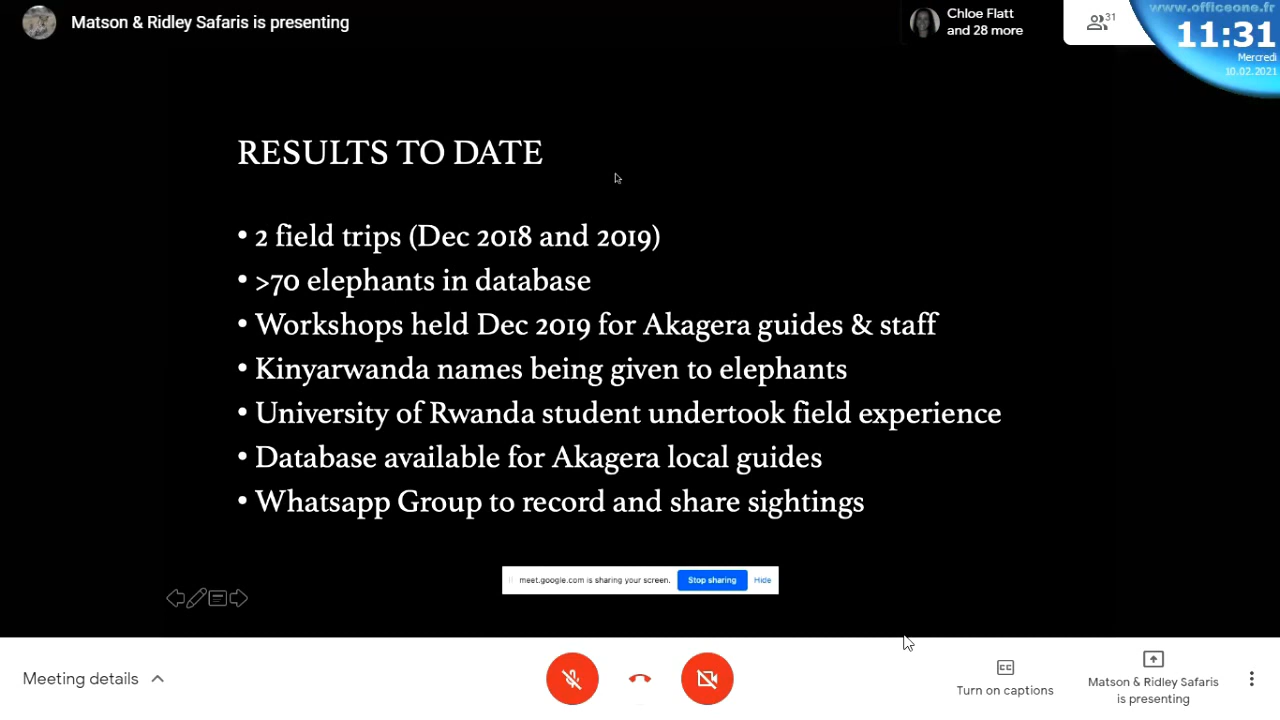 Matson & Ridley Safaris is presenting
Chloe Flatt
and 28 more
31
www.officeone.fr
11:31
Mercredi
10.02.2021
RESULTS TO DATE
• 2 field trips (Dec 2018 and 2019)
• >70 elephants in database
• Workshops held Dec 2019 for Akagera guides & staff
• Kinyarwanda names being given to elephants
• University of Rwanda student undertook field experience
• Database available for Akagera local guides
• Whatsapp Group to record and share sightings
meet.google.com is sharing your screen. Stop sharing Hide
Meeting details
CC
Turn on captions
Matson & Ridley Safaris
is presenting